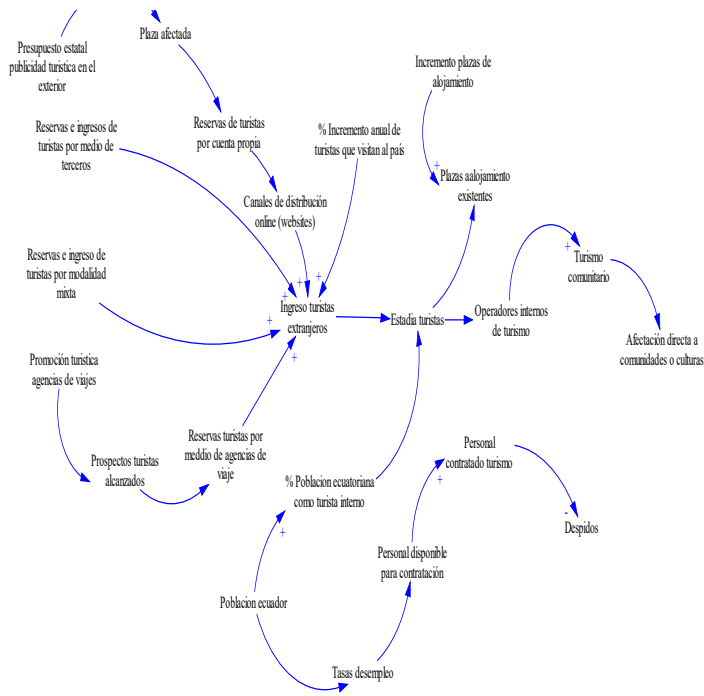 Plaza afectada
Presupuesto estatal
publicidad turistica en el
exterior
Incremento plazas de
alojamiento
Reservas e ingresos de
turistas por medio de
terceros
Reservas de turistas
por cuenta propia
% Incremento anual de
turistas que visitan al país
+
Plazas aalojamiento
existentes
Canales de distribución
online (websites)
Reservas e ingreso de
turistas por modalidad
mixta
+
Turismo
comunitario
+
+
+
+
Ingreso turistas
extranjeros
Estadia turistas
Operadores internos
de turismo
Afectación directa a
comunidades o culturas
+
Promoción turistica
agencias de viajes
Reservas turistas por
meddio de agencias de
viaje
Prospectos turistas
alcanzados
Personal
contratado turismo
+
% Poblacion ecuatoriana
como turista interno
+
-
Despidos
Personal disponible
para contratación
Poblacion ecuador
Tasas desempleo